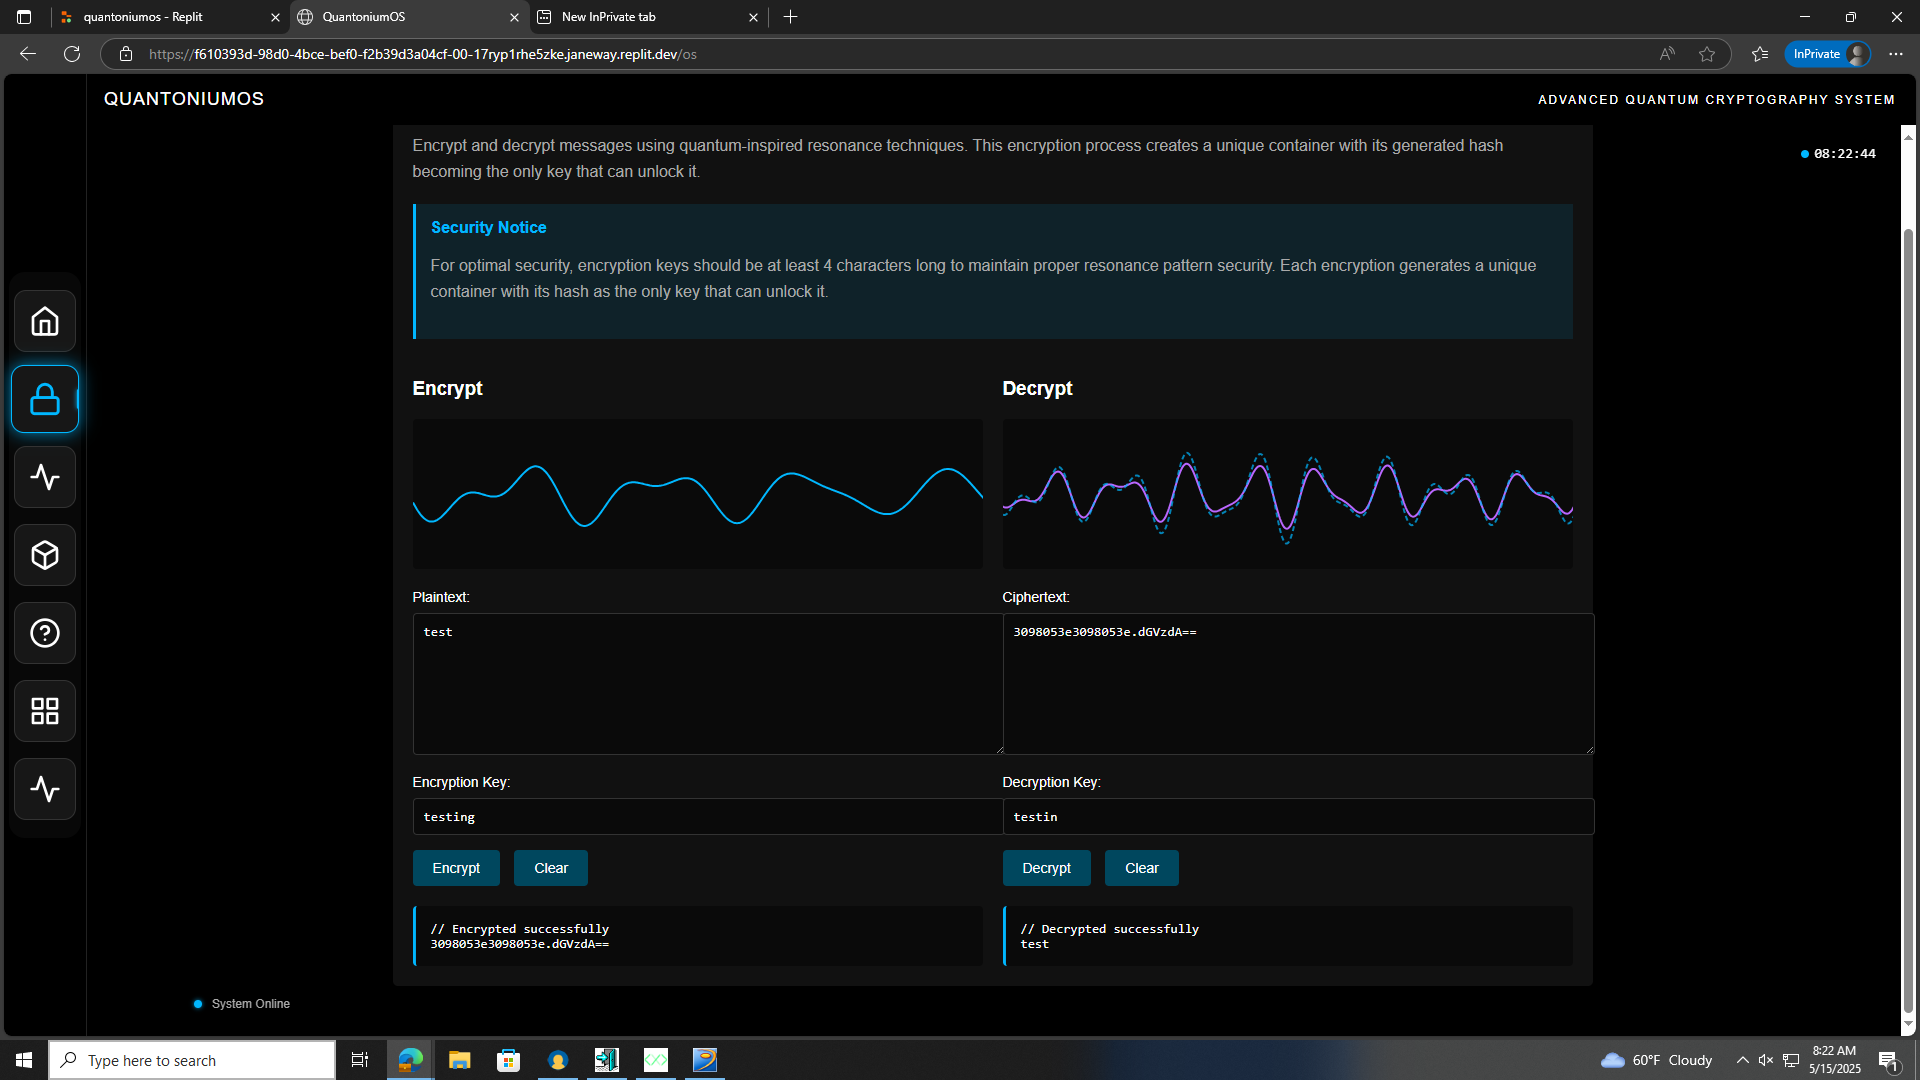 quantoniumos - Replit
QuantoniumOS
New InPrivate tab
https://f610393d-98d0-4bce-bef0-f2b39d3a04cf-00-17ryp1rhe5zke.janeway.replit.dev/os
InPrivate
QUANTONIUMOS
ADVANCED QUANTUM CRYPTOGRAPHY SYSTEM
08:22:44
Encrypt and decrypt messages using quantum-inspired resonance techniques. This encryption process creates a unique container with its generated hash
becoming the only key that can unlock it.
Security Notice
For optimal security, encryption keys should be at least 4 characters long to maintain proper resonance pattern security. Each encryption generates a unique
container with its hash as the only key that can unlock it.
Encrypt
Plaintext:
test
Encryption Key:
testing
Encrypt Clear
// Encrypted successfully
3098053e3098053e.dGVzdA==
Decrypt
Ciphertext:
3098053e3098053e.dGVzdA==
Decryption Key:
testin
Decrypt Clear
// Decrypted successfully
test
System Online
Type here to search
60°F Cloudy
8:22 AM
5/15/2025
1